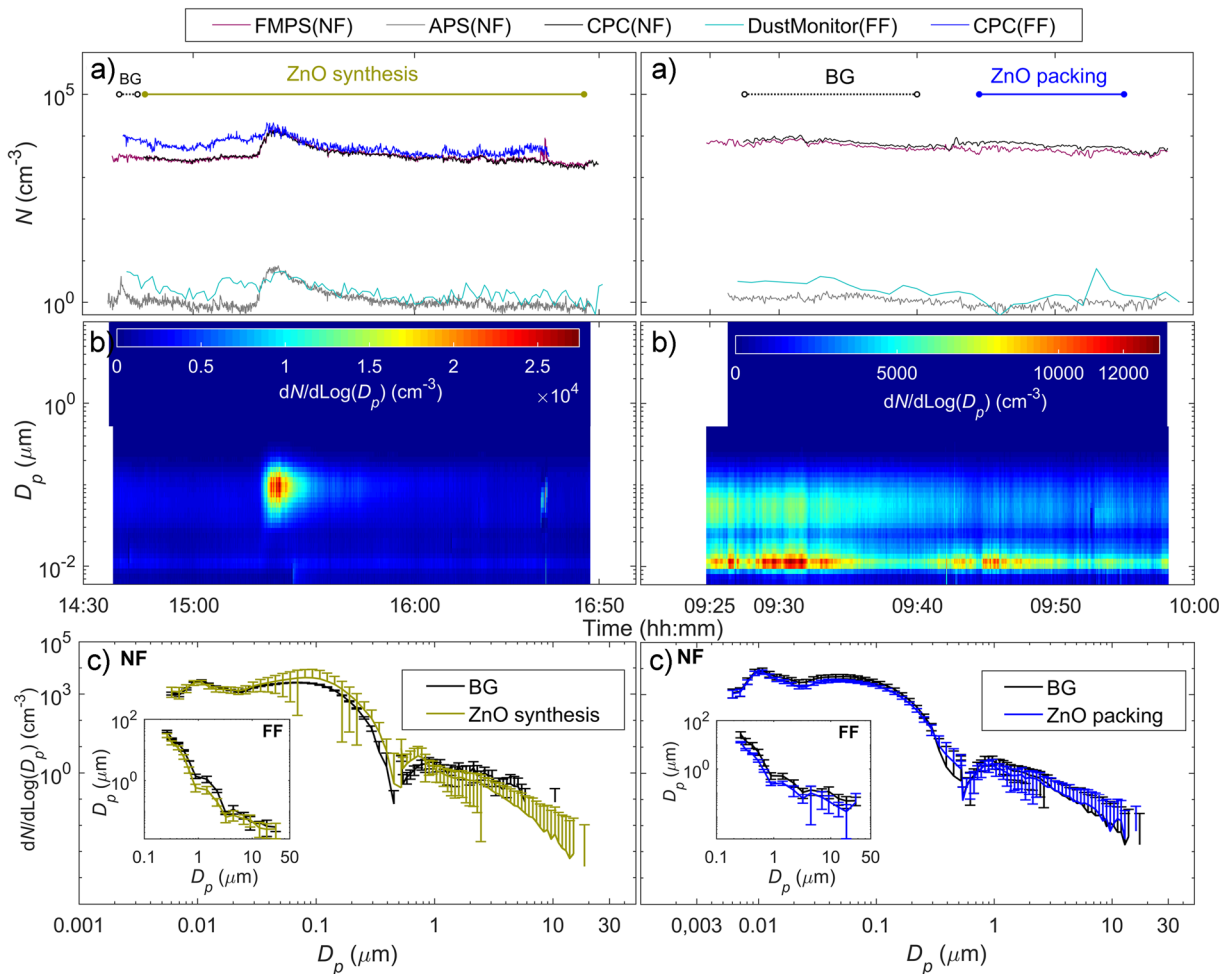 FMPS(NF) APS(NF) CPC(NF) DustMonitor(FF) CPC(FF)
a) BG ZnO synthesis
10^5
10^0
N (cm^-3)
a) BG ZnO packing
b)
0 0.5 1 1.5 2 2.5
dN/dLog(D_p) (cm^-3) ×10^4
10^0
10^-2
D_p (μm)
14:30 15:00 16:00 16:50
b)
0 5000 10000 12000
dN/dLog(D_p) (cm^-3)
09:25 09:30 09:40 09:50 10:00
Time (hh:mm)
c) NF
BG
ZnO synthesis
10^5
10^3
10^0
dN/dLog(D_p) (cm^-3)
FF
10^2
10^0
D_p (μm)
0.1 1 10 50
D_p (μm)
0.001 0.01 0.1 1 10 30
D_p (μm)
c) NF
BG
ZnO packing
FF
10^2
10^0
D_p (μm)
0.1 1 10 50
D_p (μm)
0,003 0.01 0.1 1 10 30
D_p (μm)